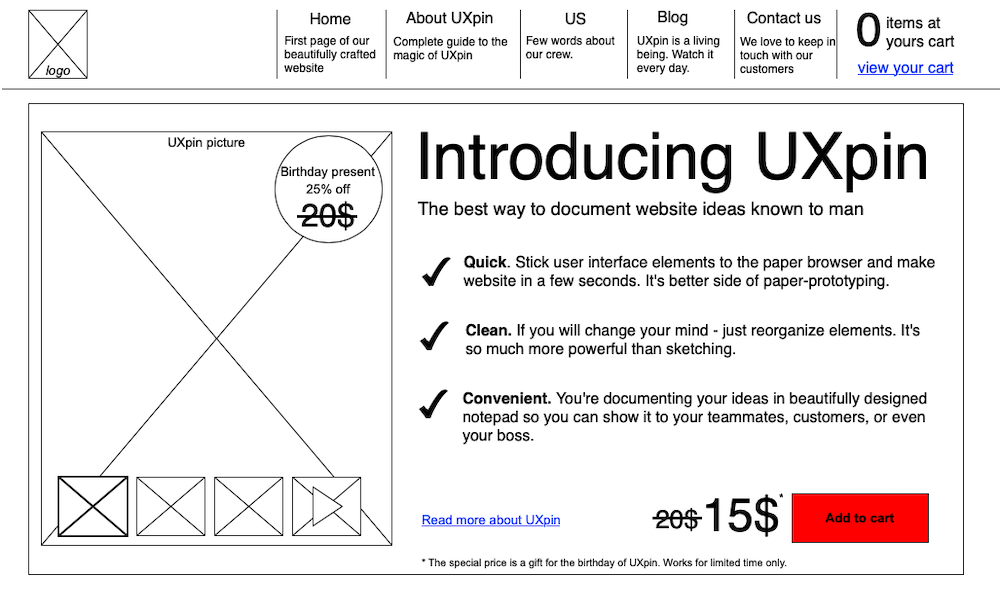 logo
Home
First page of our
beautifully crafted
website
About UXpin
Complete guide to the
magic of UXpin
US
Few words about
our crew.
Blog
UXpin is a living
being. Watch it
every day.
Contact us
We love to keep in
touch with our
customers
0 items at
yours cart
view your cart
UXpin picture
Birthday present
25% off
20$
Introducing UXpin
The best way to document website ideas known to man
✓ Quick. Stick user interface elements to the paper browser and make
website in a few seconds. It's better side of paper-prototyping.
✓ Clean. If you will change your mind - just reorganize elements. It's
so much more powerful than sketching.
✓ Convenient. You're documenting your ideas in beautifully designed
notepad so you can show it to your teammates, customers, or even
your boss.
Read more about UXpin
20$ 15$*
Add to cart
* The special price is a gift for the birthday of UXpin. Works for limited time only.